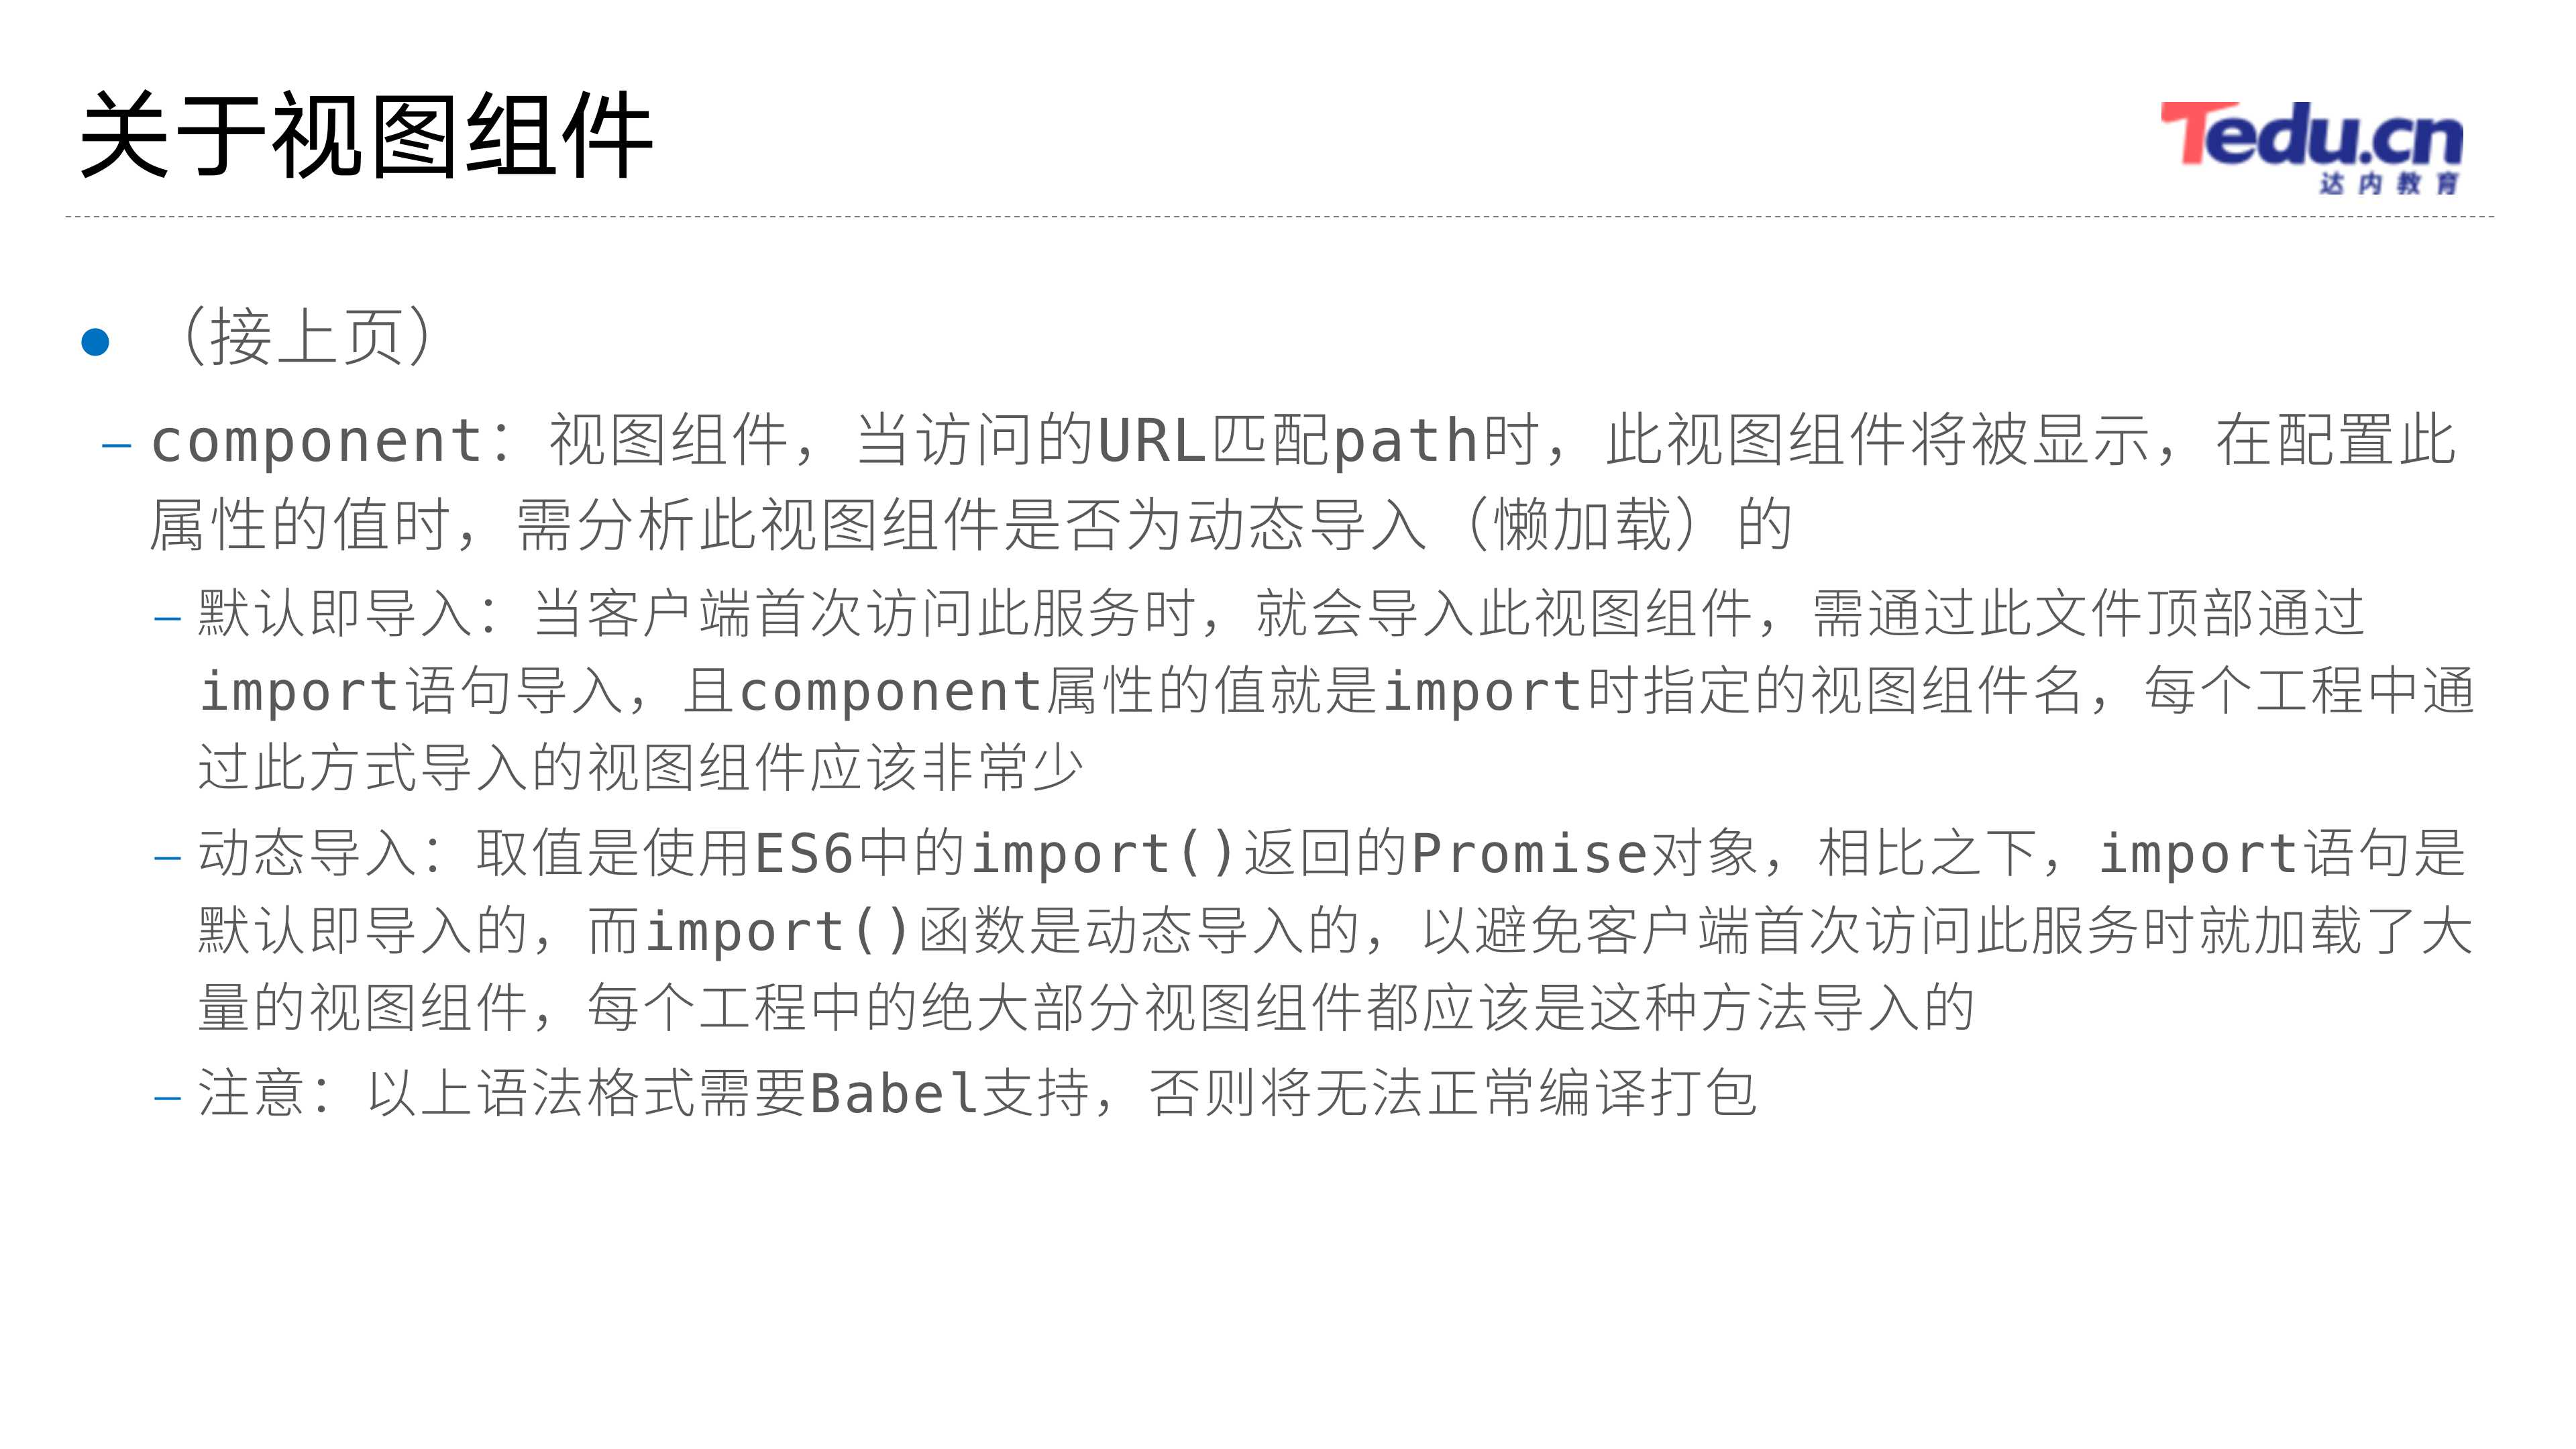 关于视图组件
Tedu.cn
达内教育
（接上页）
– component：视图组件，当访问的URL匹配path时，此视图组件将被显示，在配置此
属性的值时，需分析此视图组件是否为动态导入（懒加载）的
– 默认即导入：当客户端首次访问此服务时，就会导入此视图组件，需通过此文件顶部通过
import语句导入，且component属性的值就是import时指定的视图组件名，每个工程中通
过此方式导入的视图组件应该非常少
– 动态导入：取值是使用ES6中的import()返回的Promise对象，相比之下，import语句是
默认即导入的，而import()函数是动态导入的，以避免客户端首次访问此服务时就加载了大
量的视图组件，每个工程中的绝大部分视图组件都应该是这种方法导入的
– 注意：以上语法格式需要Babel支持，否则将无法正常编译打包